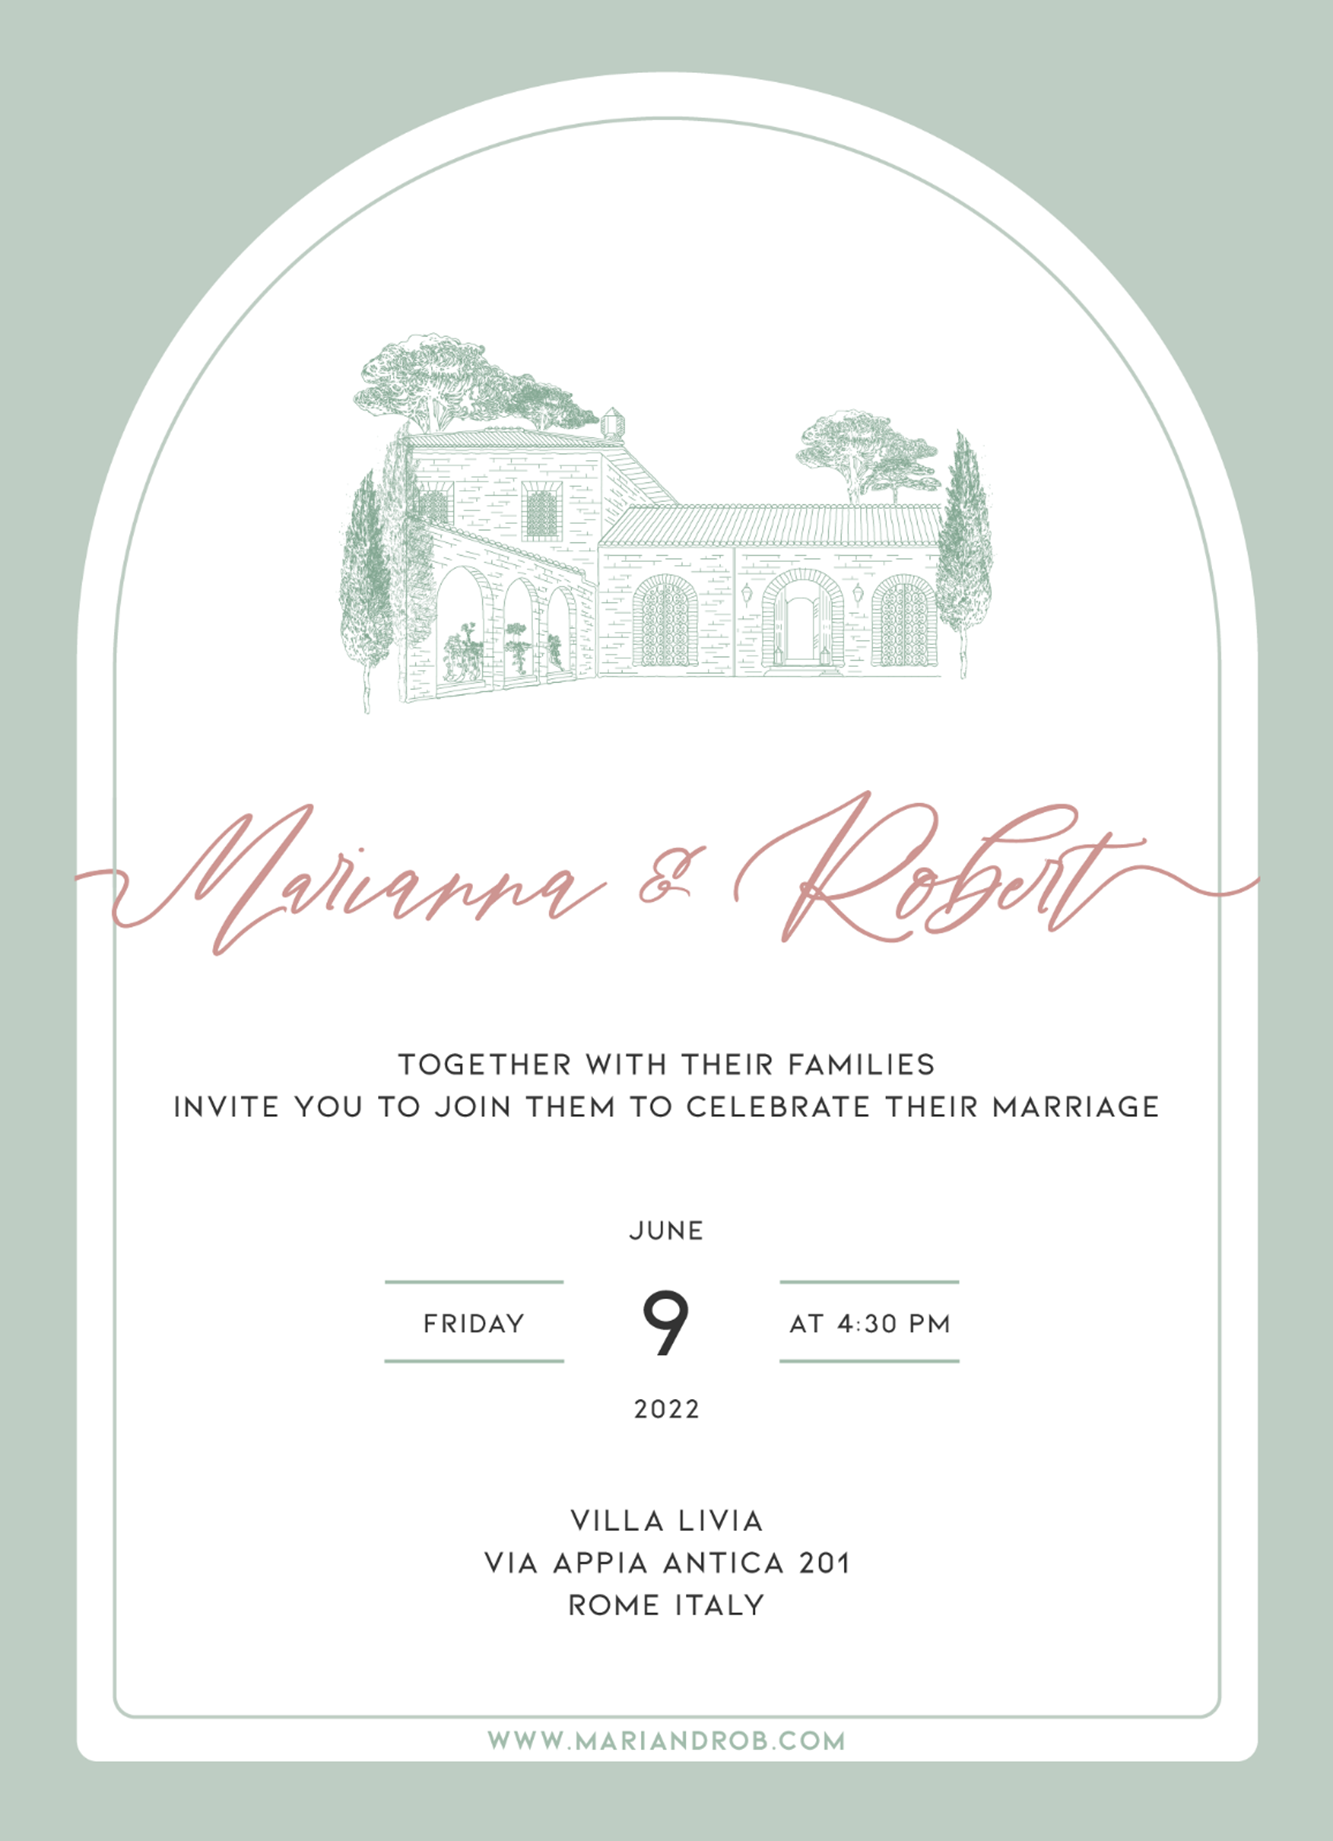 Marianna & Robert
TOGETHER WITH THEIR FAMILIES
INVITE YOU TO JOIN THEM TO CELEBRATE THEIR MARRIAGE
JUNE
FRIDAY 9 AT 4:30 PM
2022
VILLA LIVIA
VIA APPIA ANTICA 201
ROME ITALY
WWW.MARIANDROB.COM